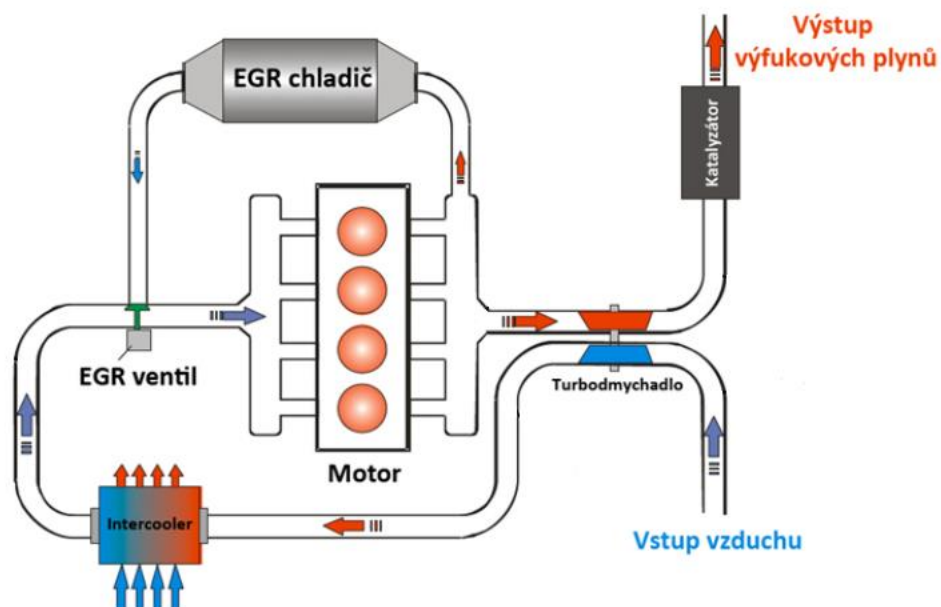 Výstup
výfukových plynů
EGR chladič
Katalyzátor
EGR ventil
Turbodmychadlo
Motor
Intercooler
Vstup vzduchu